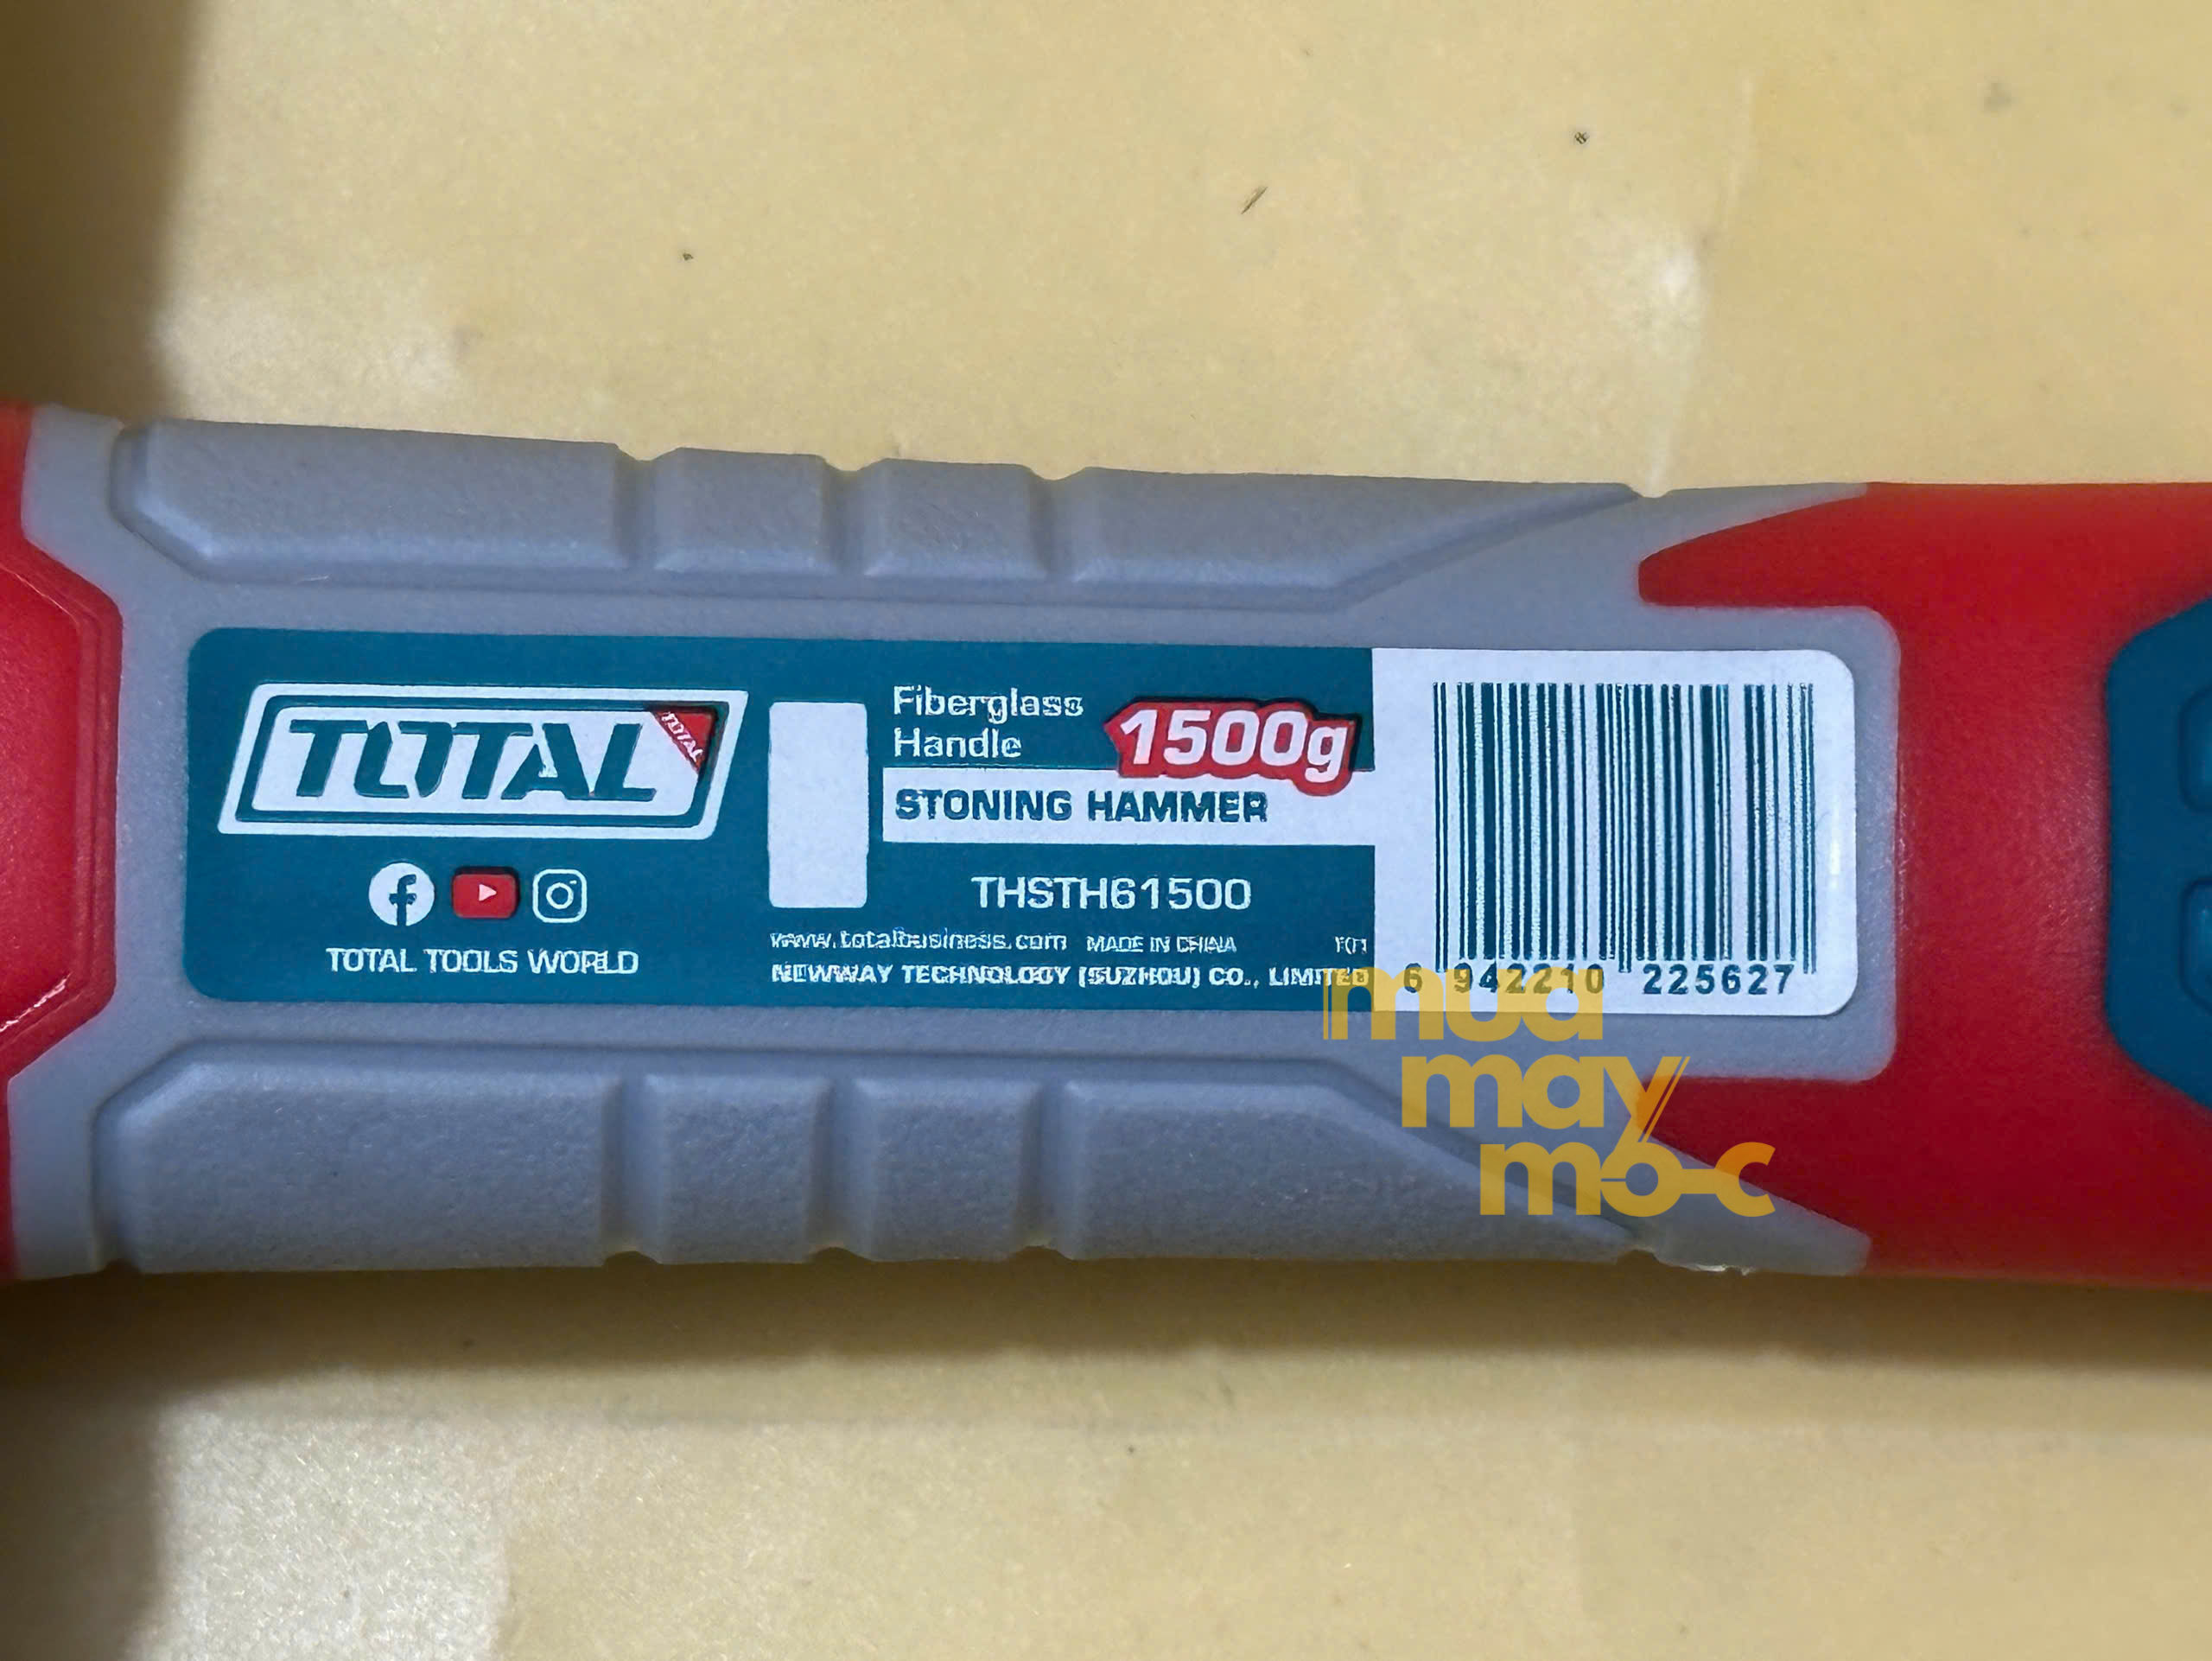 TOTAL
TOTAL
TOTAL TOOLS WORLD
Fiberglass
Handle
1500g
STONING HAMMER
THSTH61500
www.totalbusiness.com MADE IN CHINA
NEWWAY TECHNOLOGY (SUZHOU) CO., LIMITED
6 942210 225627
mua
may
moc